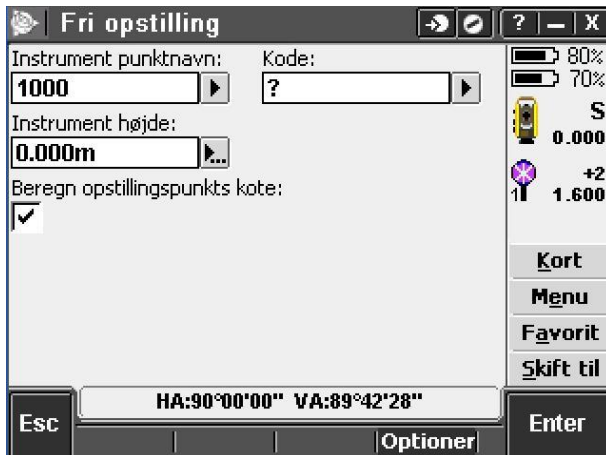 Fri opstilling
? — X
Instrument punktnavn: Kode:
1000 ?
Instrument højde:
0.000m
Beregn opstillingspunkts kote:
80%
70%
S
0.000
+2
1 1.600
Kort
Menu
Favorit
Skift til
HA:90°00'00" VA:89°42'28"
Esc
Optioner
Enter